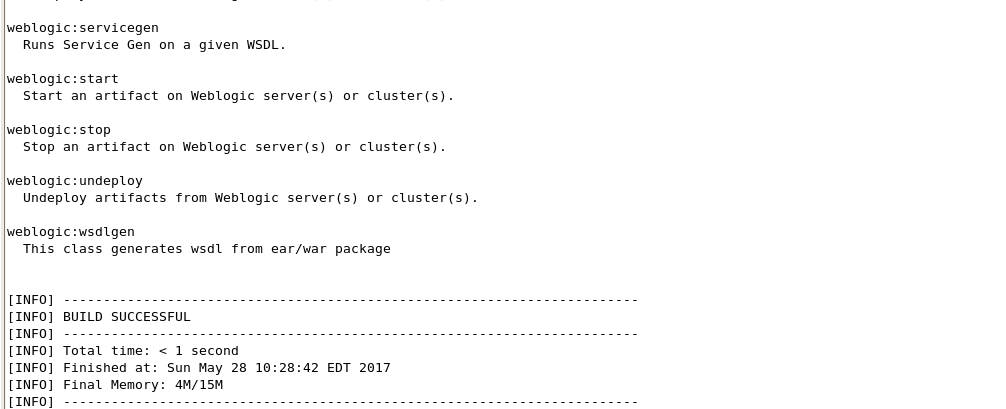 weblogic:servicegen
Runs Service Gen on a given WSDL.
weblogic:start
Start an artifact on Weblogic server(s) or cluster(s).
weblogic:stop
Stop an artifact on Weblogic server(s) or cluster(s).
weblogic:undeploy
Undeploy artifacts from Weblogic server(s) or cluster(s).
weblogic:wsdlgen
This class generates wsdl from ear/war package
[INFO] ------------------------------------------------------------------------
[INFO] BUILD SUCCESSFUL
[INFO] ------------------------------------------------------------------------
[INFO] Total time: < 1 second
[INFO] Finished at: Sun May 28 10:28:42 EDT 2017
[INFO] Final Memory: 4M/15M
[INFO] ------------------------------------------------------------------------